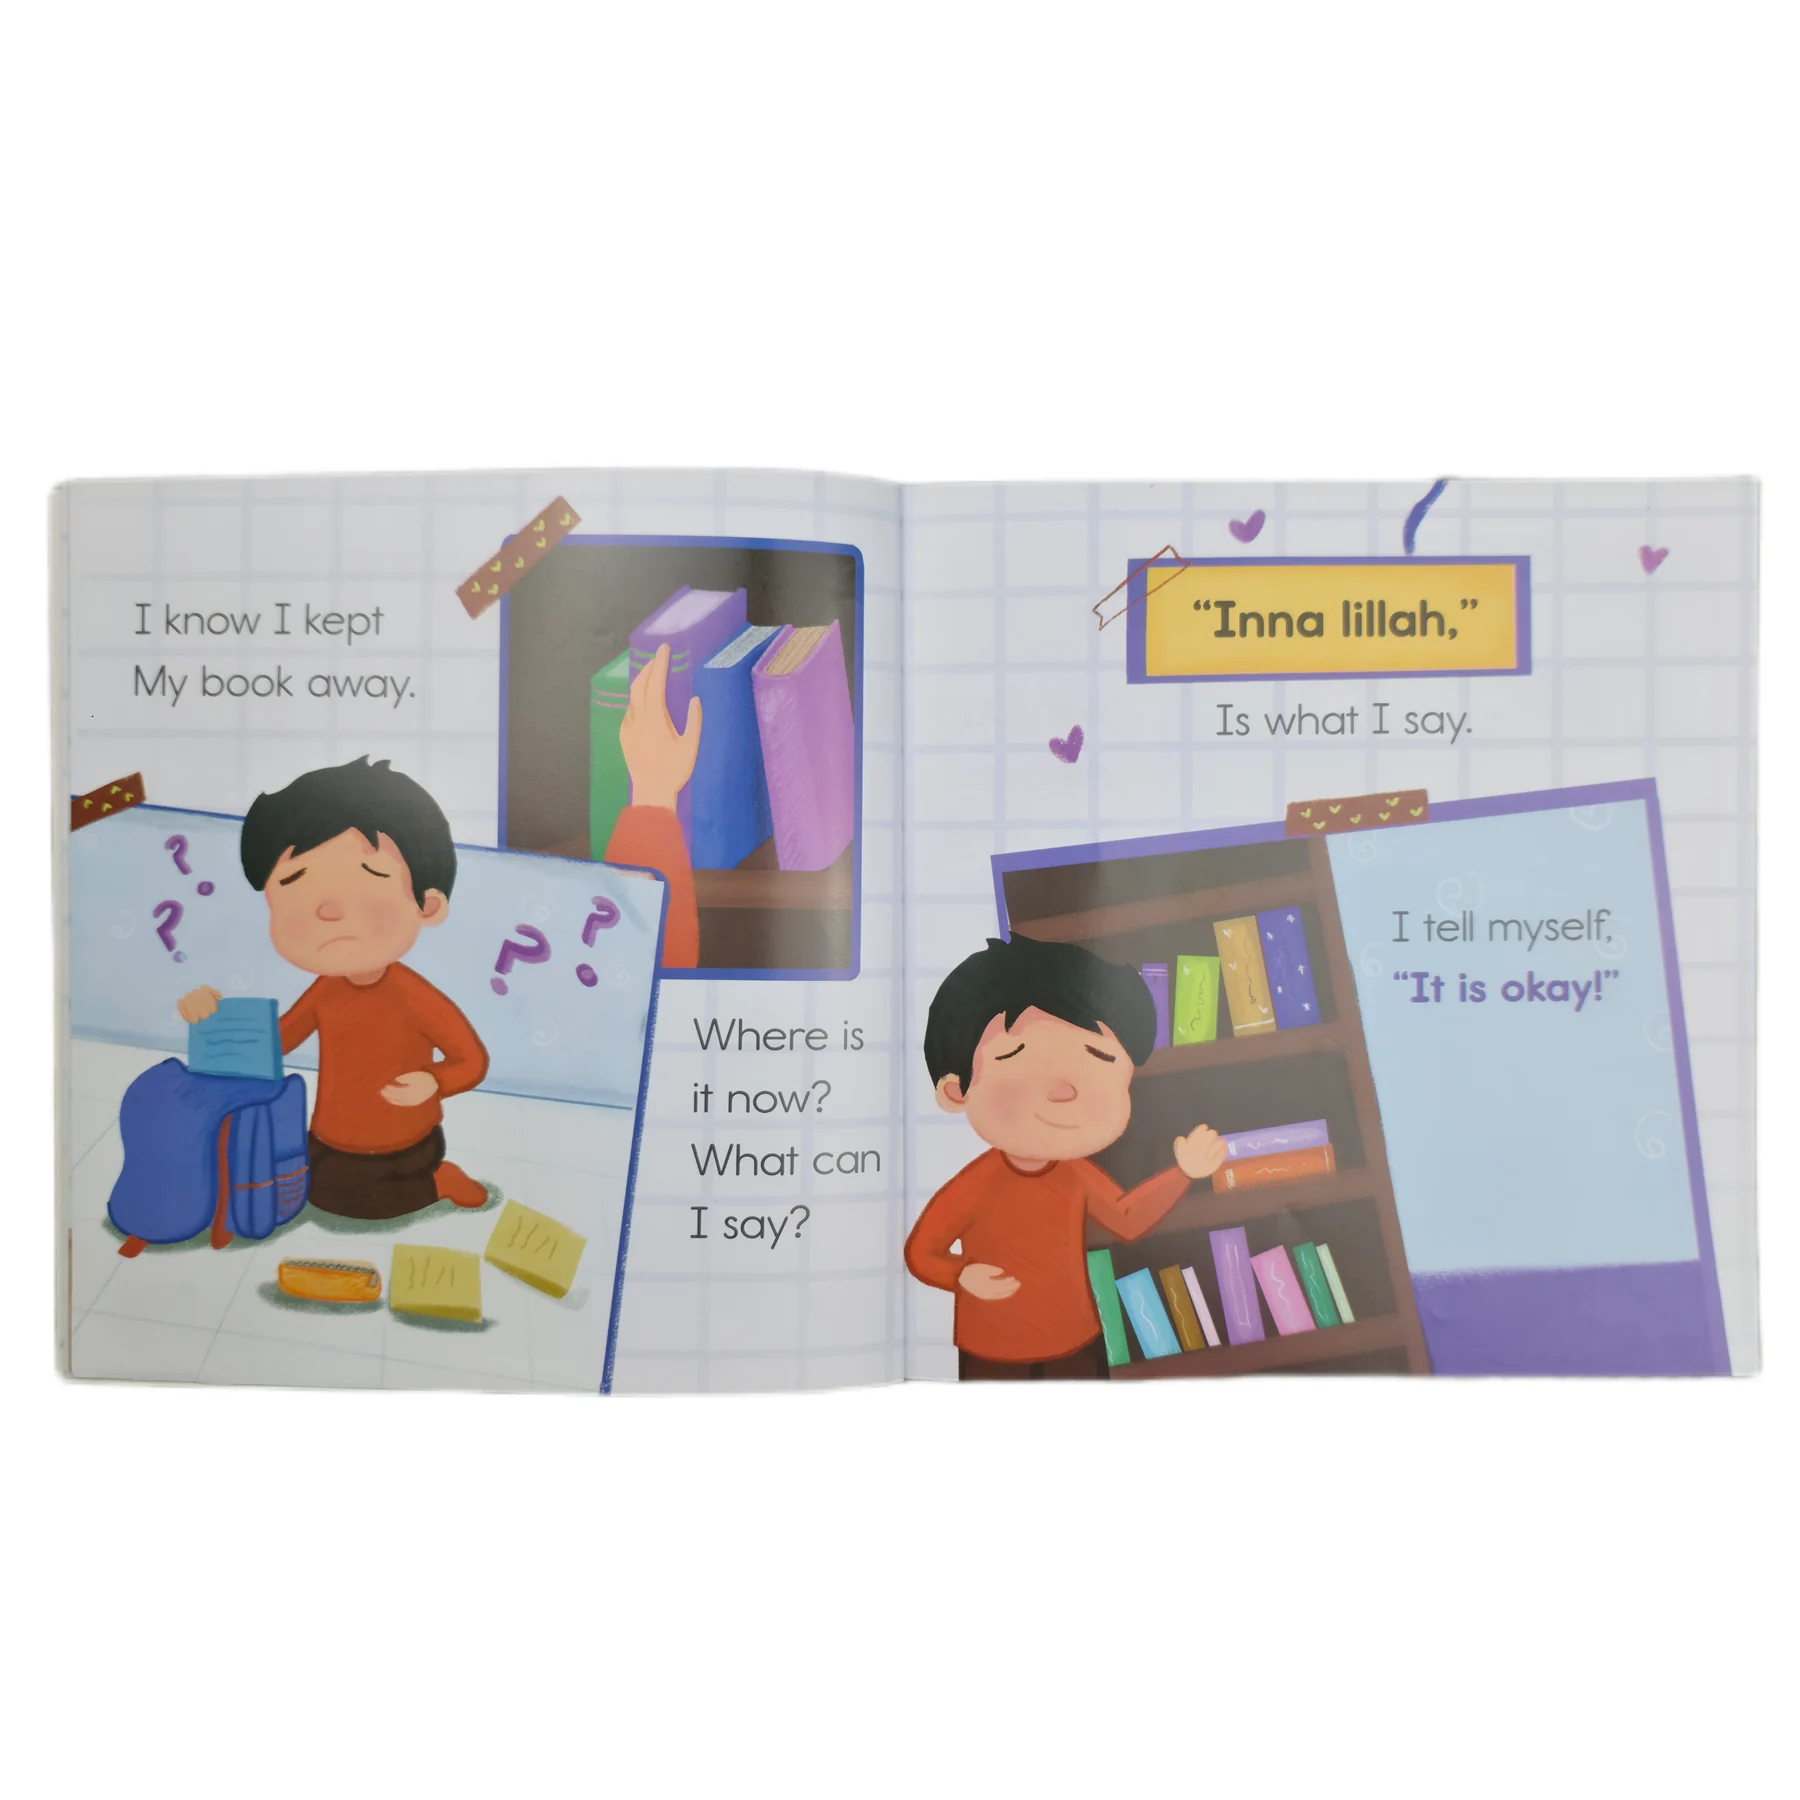 I know I kept
My book away.
Where is
it now?
What can
I say?
“Inna lillah,”
Is what I say.
I tell myself,
“It is okay!”